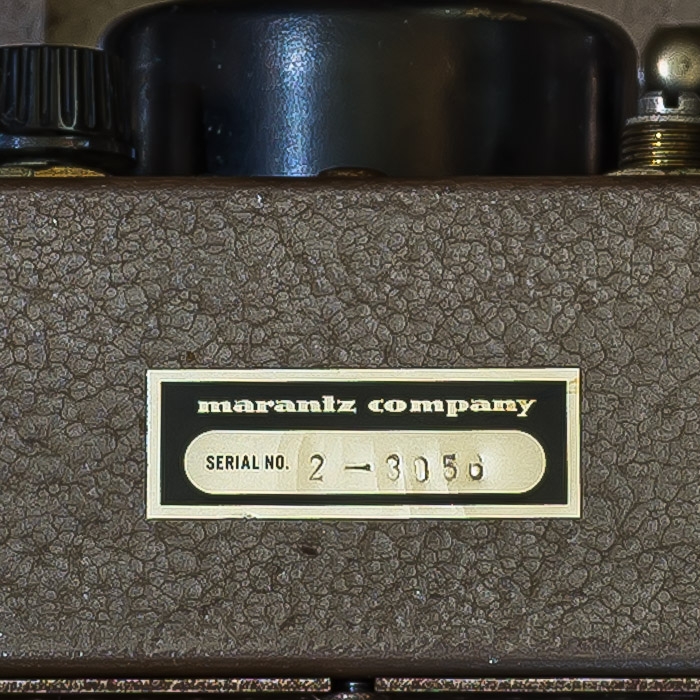 marantz company
SERIAL NO. 2 - 3056